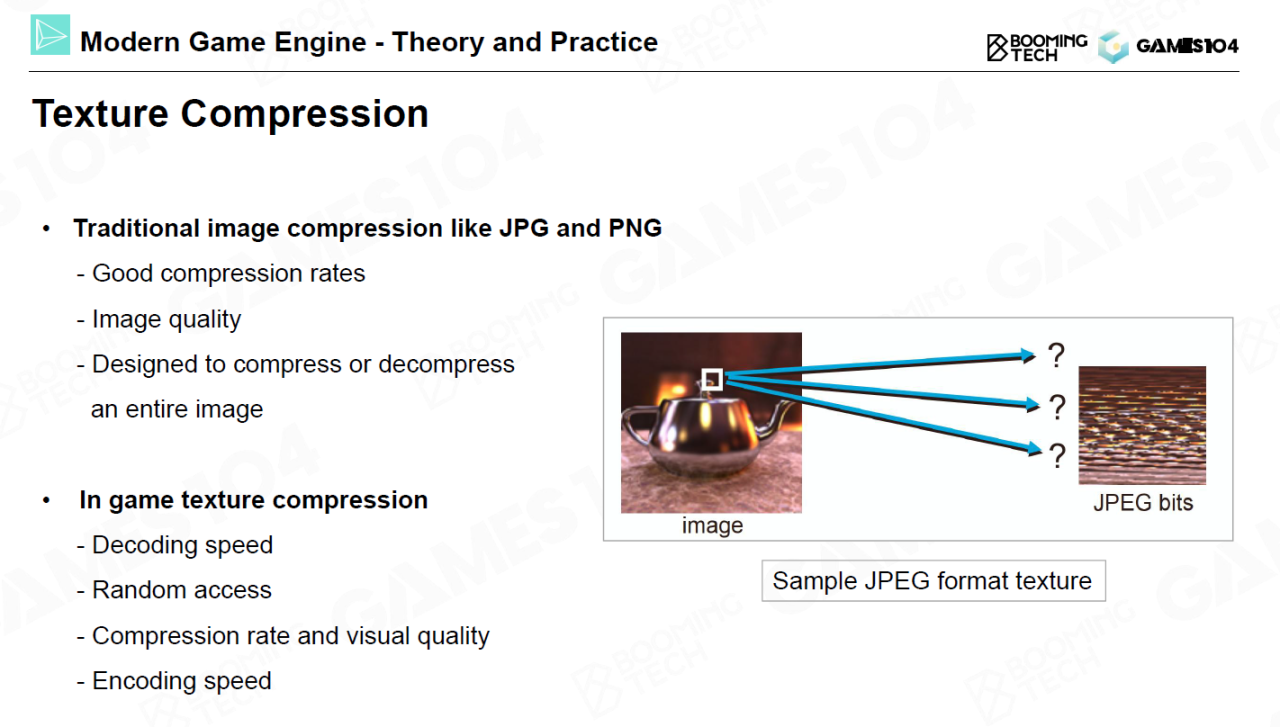 Modern Game Engine - Theory and Practice
BOOMING
TECH
GAMES104
Texture Compression
• Traditional image compression like JPG and PNG
- Good compression rates
- Image quality
- Designed to compress or decompress
an entire image
• In game texture compression
- Decoding speed
- Random access
- Compression rate and visual quality
- Encoding speed
?
?
?
JPEG bits
image
Sample JPEG format texture